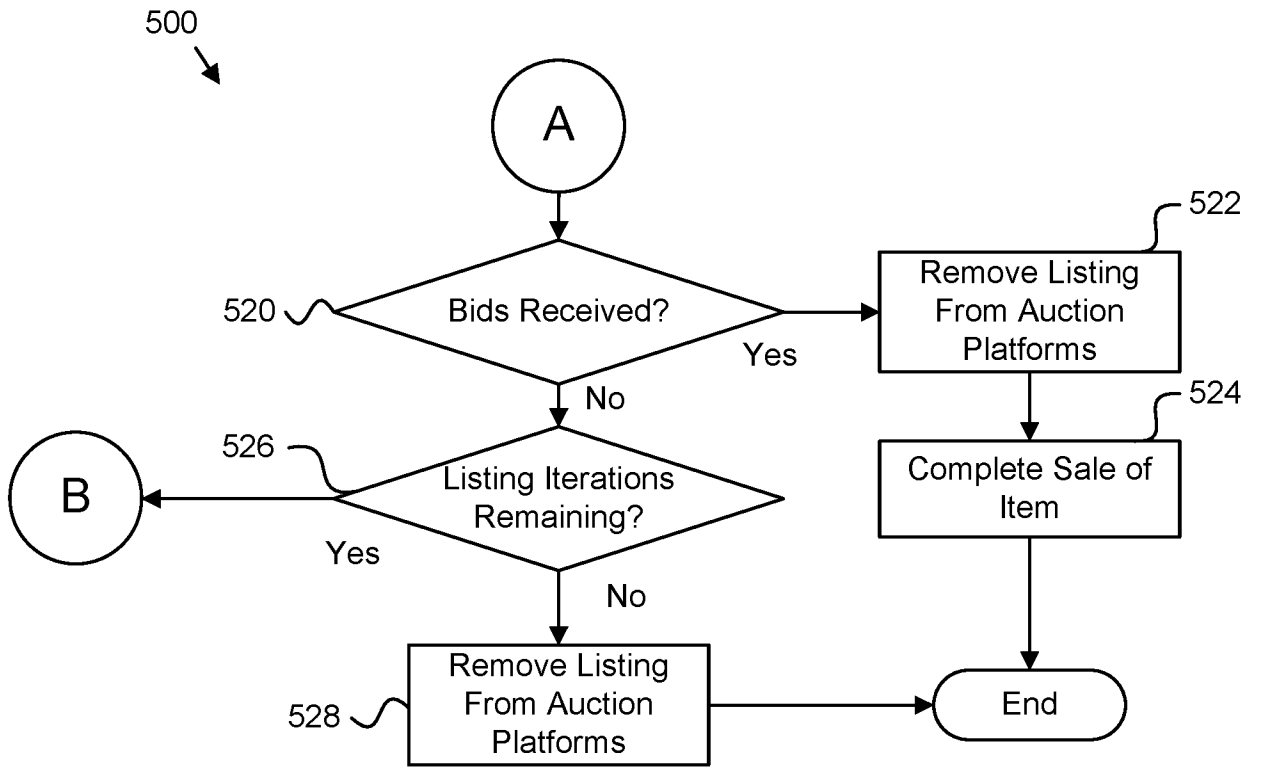 500
A
522
Remove Listing
From Auction
Platforms
520
Bids Received?
Yes
No
524
Complete Sale of
Item
526
Listing Iterations
Remaining?
B
Yes
No
Remove Listing
From Auction
Platforms
528
End